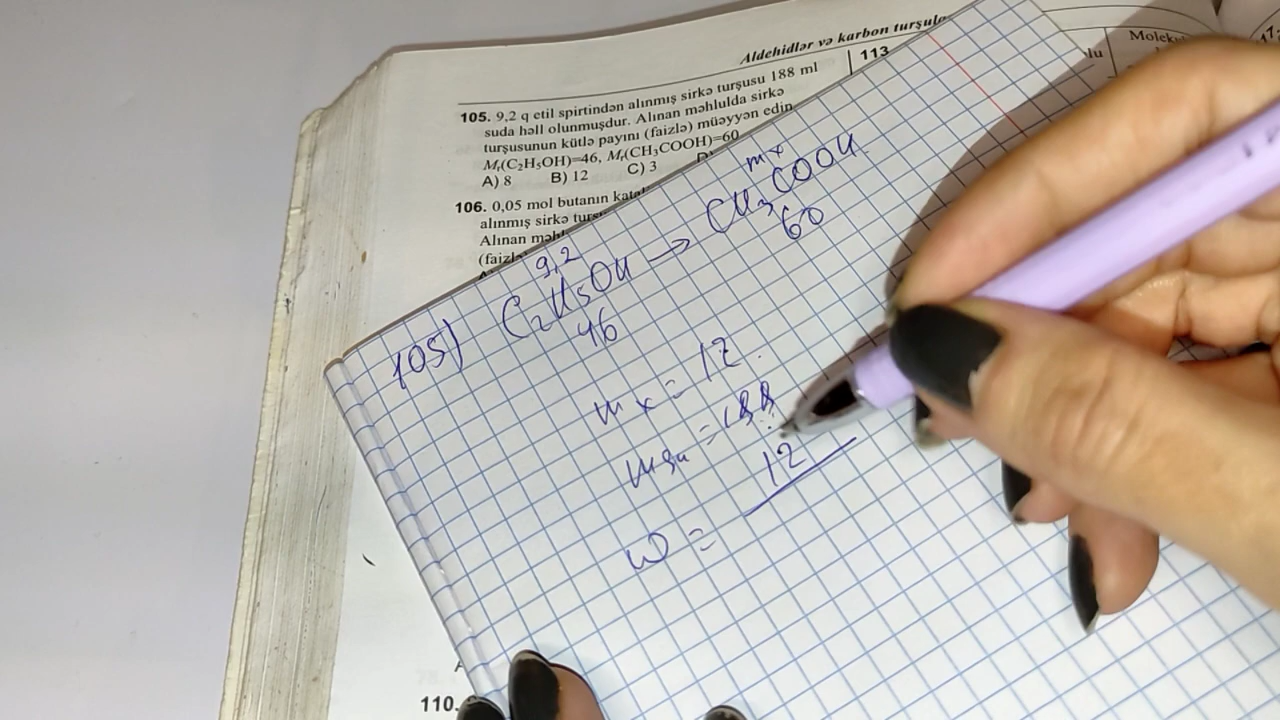 Aldehidlər və karbon turşulo
113
105. 9,2 q etil spirtindən alınmış sirkə turşusu 188 ml
suda həll olunmuşdur. Alınan məhlulda sirkə
turşusunun kütlə payını (faizlə) müəyyən edin
Mᵣ(C₂H₅OH)=46, Mᵣ(CH₃COOH)=60
A) 8 B) 12 C) 3
106. 0,05 mol butanın
alınmış sirkə
Alınan
110.
105) C₂H₅OH → CH₃COOH
9,2 mx
46 60
mx = 12
msu = 188
12
ω =